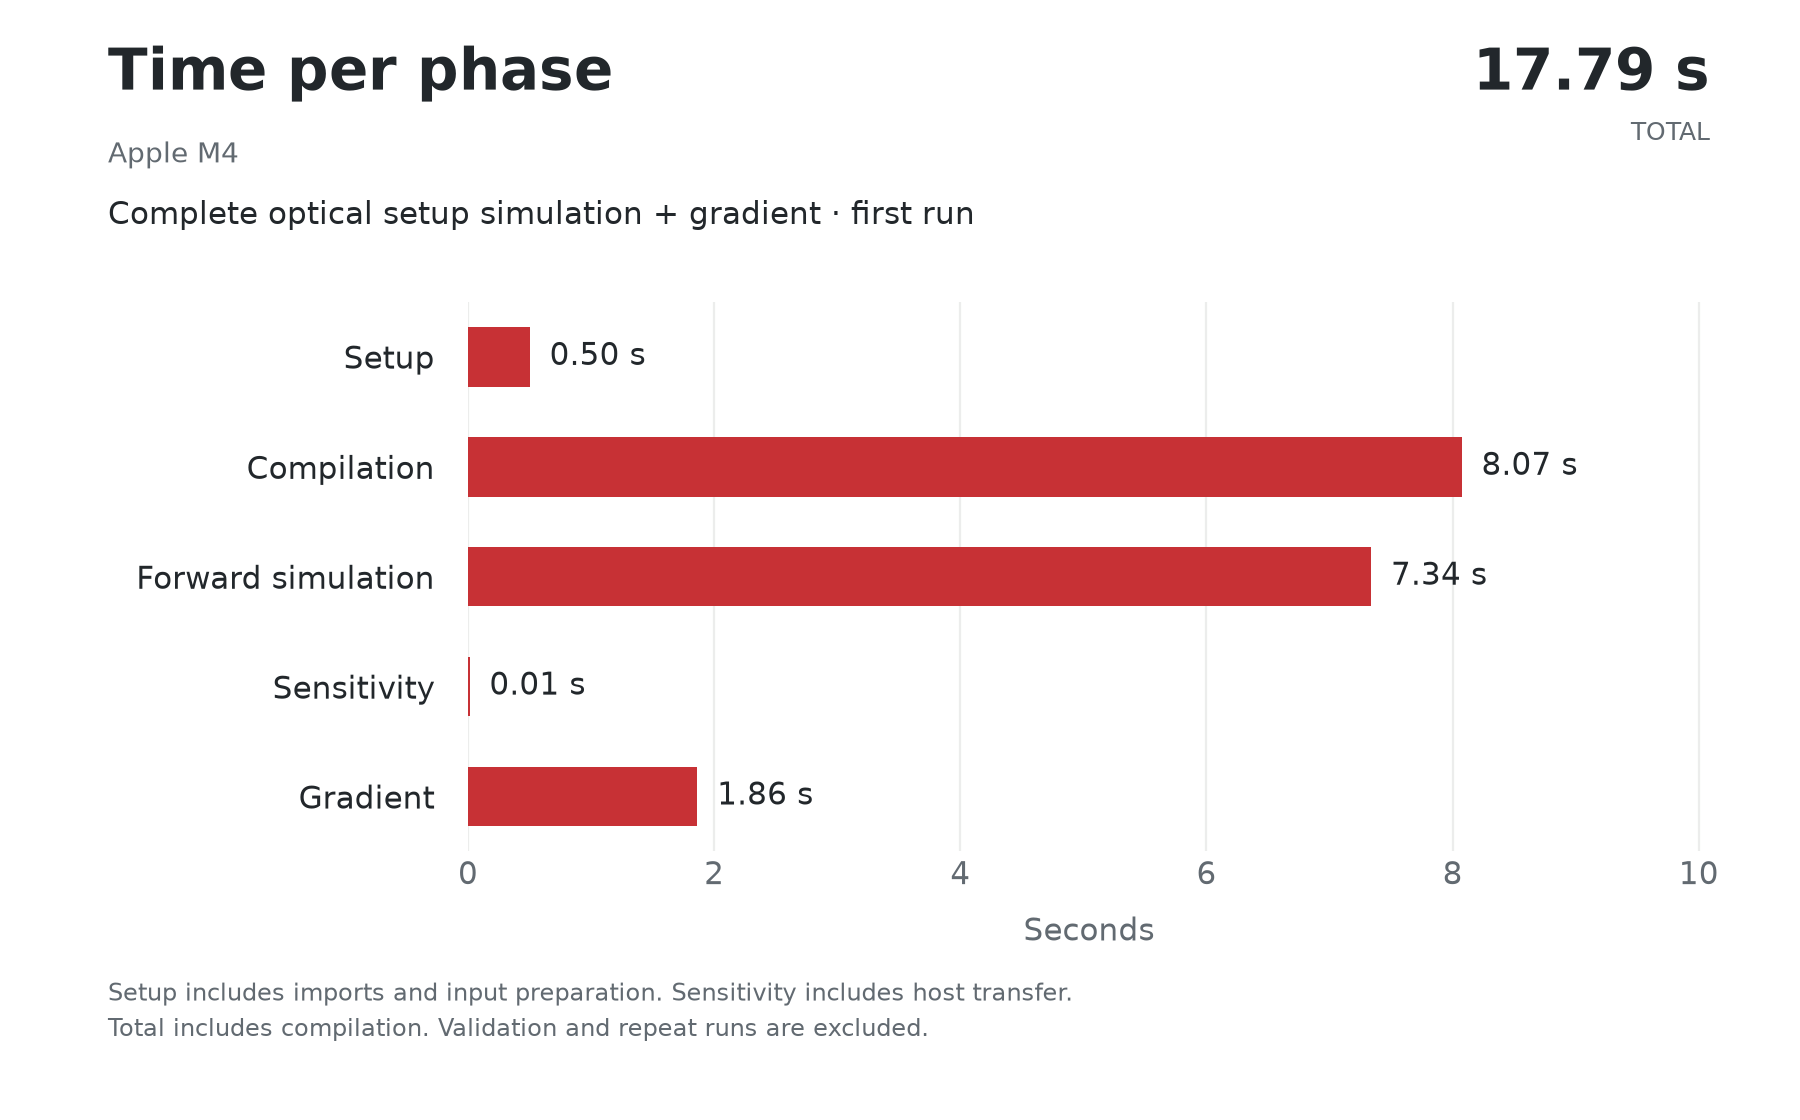 Time per phase
17.79 s
TOTAL
Apple M4
Complete optical setup simulation + gradient · first run
Setup
0.50 s
Compilation
8.07 s
Forward simulation
7.34 s
Sensitivity
0.01 s
Gradient
1.86 s
0 2 4 6 8 10
Seconds
Setup includes imports and input preparation. Sensitivity includes host transfer.
Total includes compilation. Validation and repeat runs are excluded.